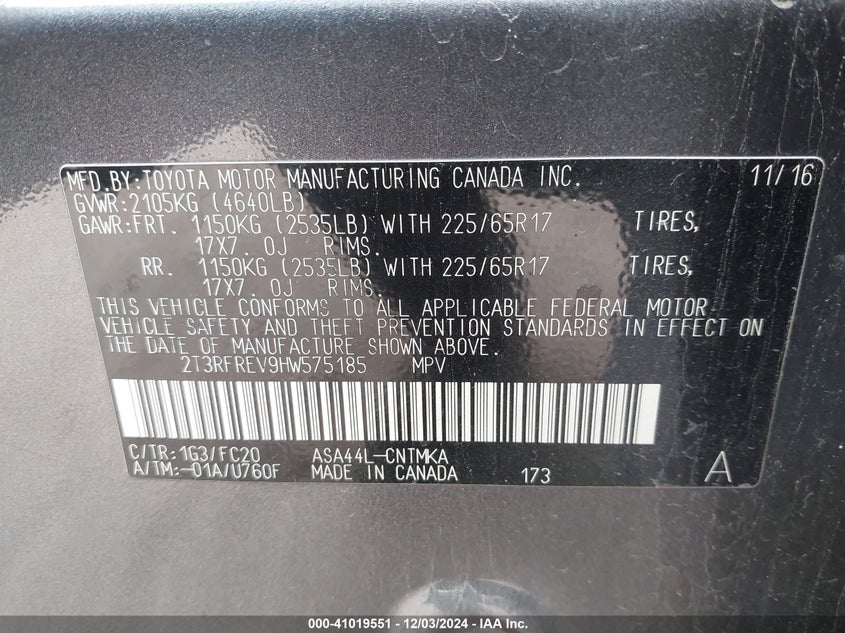 MFD.BY:TOYOTA MOTOR MANUFACTURING CANADA INC. 11/16
GVWR:2105KG (4640LB)
GAWR:FRT. 1150KG (2535LB) WITH 225/65R17 TIRES,
17X7.0J RIMS.
RR. 1150KG (2535LB) WITH 225/65R17 TIRES,
17X7.0J RIMS.
THIS VEHICLE CONFORMS TO ALL APPLICABLE FEDERAL MOTOR
VEHICLE SAFETY AND THEFT PREVENTION STANDARDS IN EFFECT ON
THE DATE OF MANUFACTURE SHOWN ABOVE.
2T3RFREV9HW575185 MPV
C/TR:1G3/FC20 ASA44L-CNTMKA
A/TM:-01A/U760F MADE IN CANADA 173 A
000-41019551 - 12/03/2024 - IAA Inc.